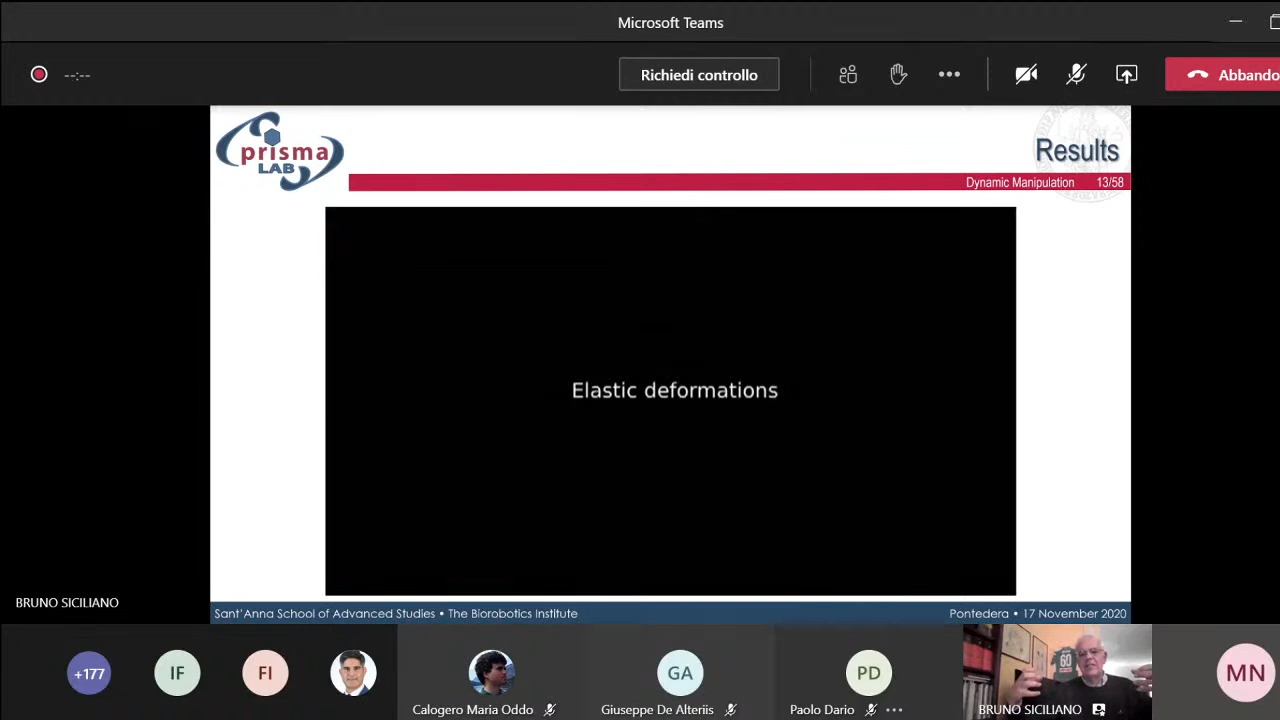 Microsoft Teams
--:--
Richiedi controllo
Abbando
prisma
LAB
Results
Dynamic Manipulation 13/58
Elastic deformations
BRUNO SICILIANO
Sant'Anna School of Advanced Studies • The Biorobotics Institute
Pontedera • 17 November 2020
+177
IF
FI
GA
PD
60
MN
Calogero Maria Oddo
Giuseppe De Alteriis
Paolo Dario
BRUNO SICILIANO